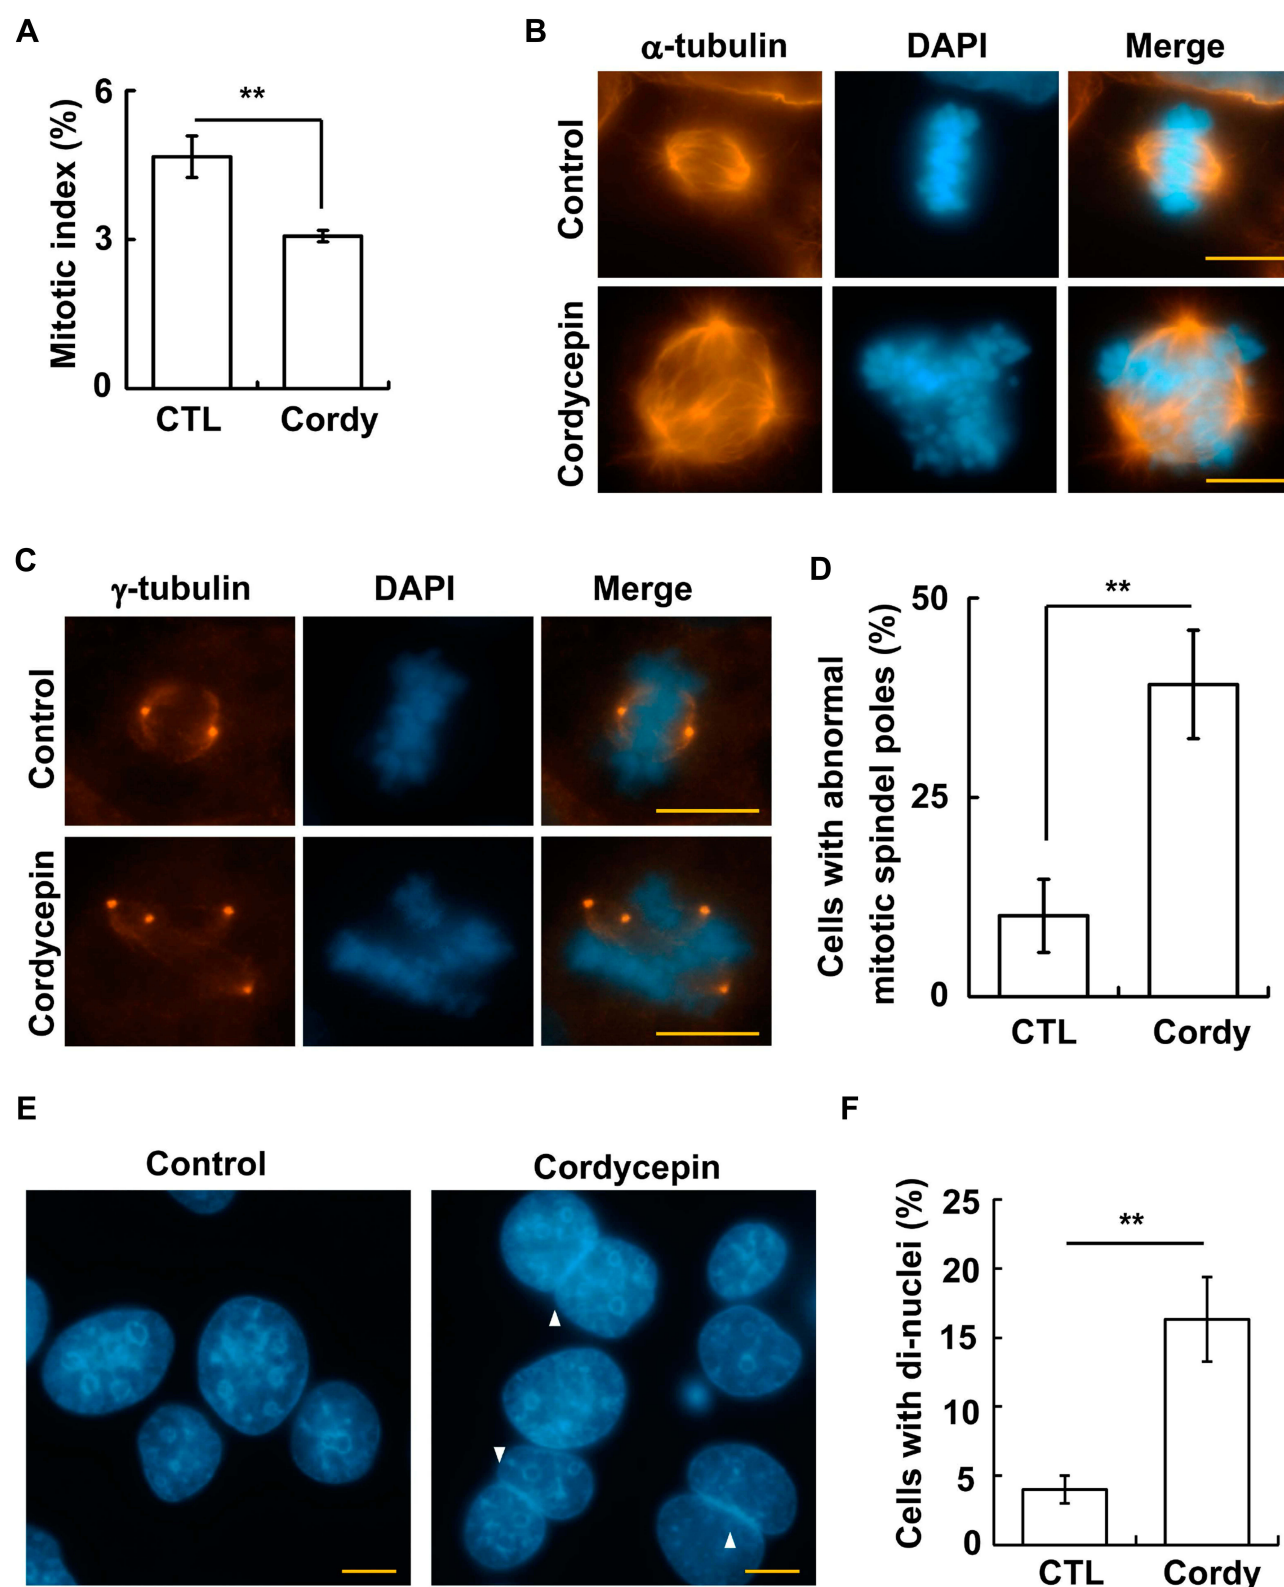 A
6
3
0
Mitotic index (%)
**
CTL
Cordy
B
α-tubulin
DAPI
Merge
Control
Cordycepin
C
γ-tubulin
DAPI
Merge
Control
Cordycepin
D
50
25
0
Cells with abnormal
mitotic spindel poles (%)
**
CTL
Cordy
E
Control
Cordycepin
F
25
20
15
10
5
0
Cells with di-nuclei (%)
**
CTL
Cordy